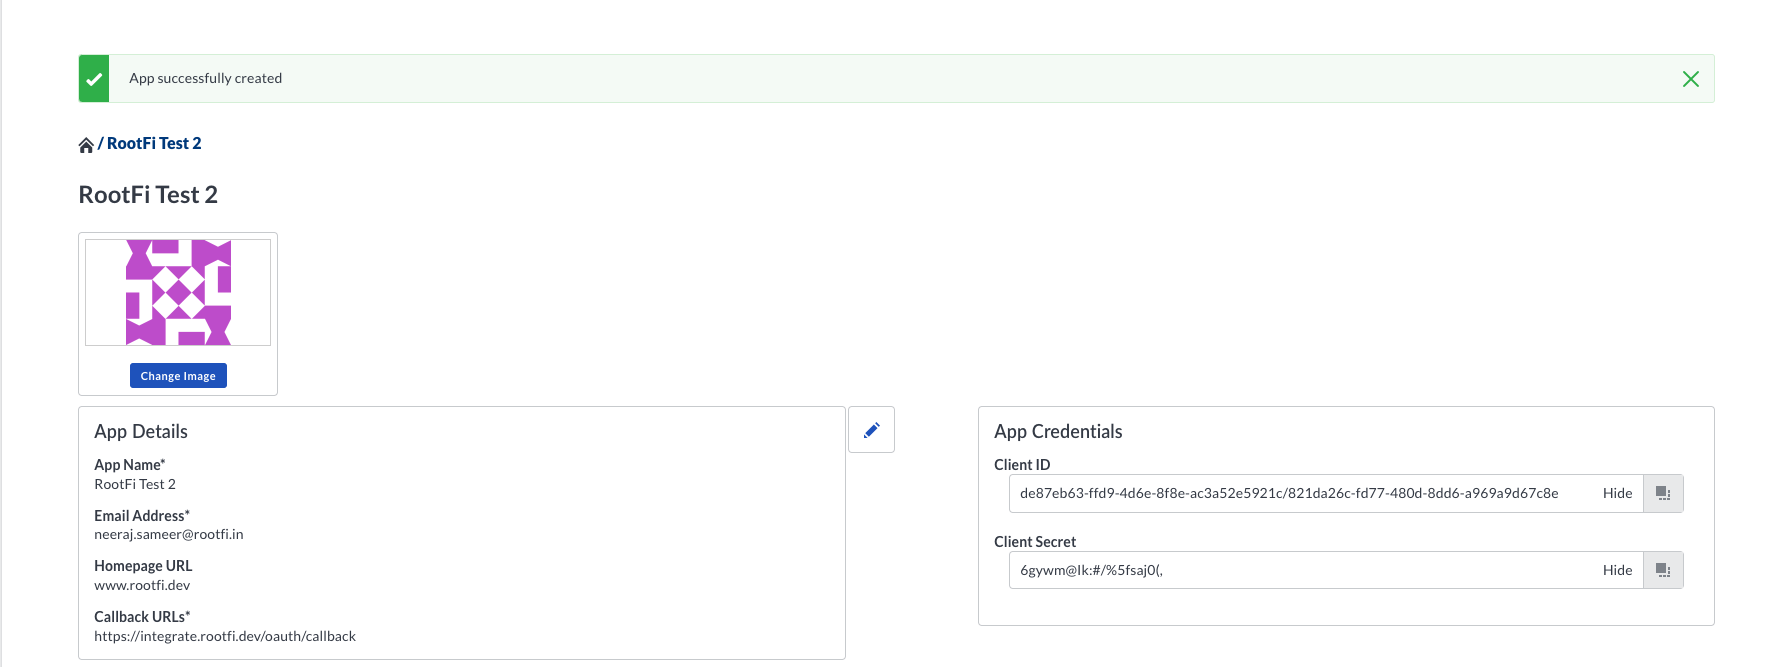 App successfully created
/ RootFi Test 2
RootFi Test 2
Change Image
App Details
App Name*
RootFi Test 2
Email Address*
neeraj.sameer@rootfi.in
Homepage URL
www.rootfi.dev
Callback URLs*
https://integrate.rootfi.dev/oauth/callback
App Credentials
Client ID
de87eb63-ffd9-4d6e-8f8e-ac3a52e5921c/821da26c-fd77-480d-8dd6-a969a9d67c8e Hide
Client Secret
6gywm@Ik:#/%5fsaj0(, Hide